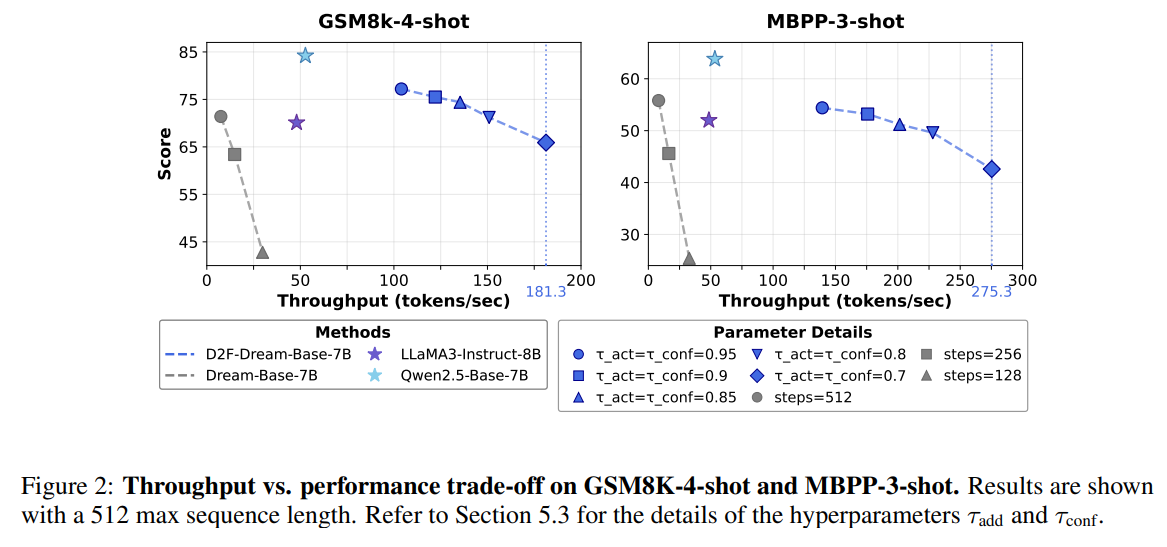 GSM8k-4-shot
MBPP-3-shot
Score
85
75
65
55
45
0
50
100
150
200
181.3
Throughput (tokens/sec)
60
50
40
30
0
50
100
150
200
250
300
275.3
Throughput (tokens/sec)
Methods
D2F-Dream-Base-7B
Dream-Base-7B
LLaMA3-Instruct-8B
Qwen2.5-Base-7B
Parameter Details
τ_act=τ_conf=0.95
τ_act=τ_conf=0.9
τ_act=τ_conf=0.85
τ_act=τ_conf=0.8
τ_act=τ_conf=0.7
steps=512
steps=256
steps=128
Figure 2: Throughput vs. performance trade-off on GSM8K-4-shot and MBPP-3-shot. Results are shown
with a 512 max sequence length. Refer to Section 5.3 for the details of the hyperparameters τadd and τconf.